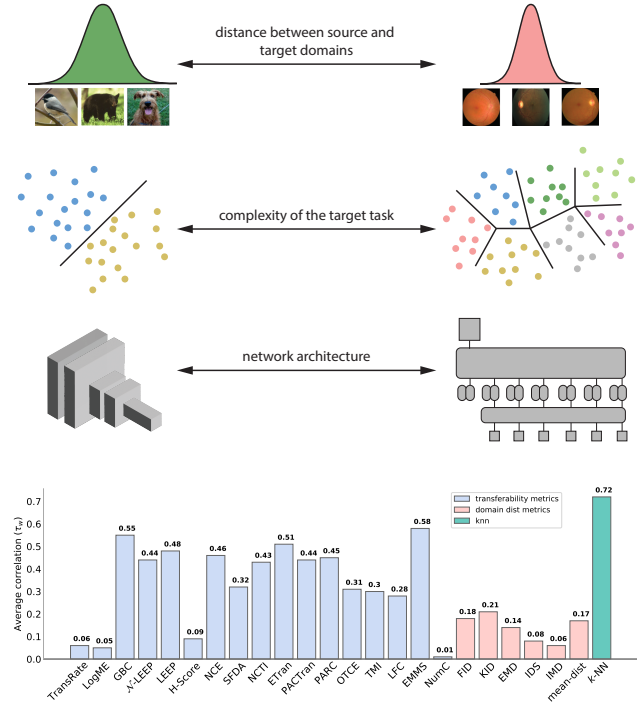 distance between source and
target domains
complexity of the target task
network architecture
Average correlation (τw)
0.7
0.6
0.5
0.4
0.3
0.2
0.1
0.0
0.06
0.05
0.55
0.44
0.48
0.09
0.46
0.32
0.43
0.51
0.44
0.45
0.31
0.3
0.28
0.58
0.01
0.18
0.21
0.14
0.08
0.06
0.17
0.72
transferability metrics
domain dist metrics
knn
TransRate
LogME
GBC
𝒩-LEEP
LEEP
H-Score
NCE
SFDA
NCTI
ETran
PACTran
PARC
OTCE
TMI
LFC
EMMS
NumC
FID
KID
EMD
IDS
IMD
mean-dist
k-NN